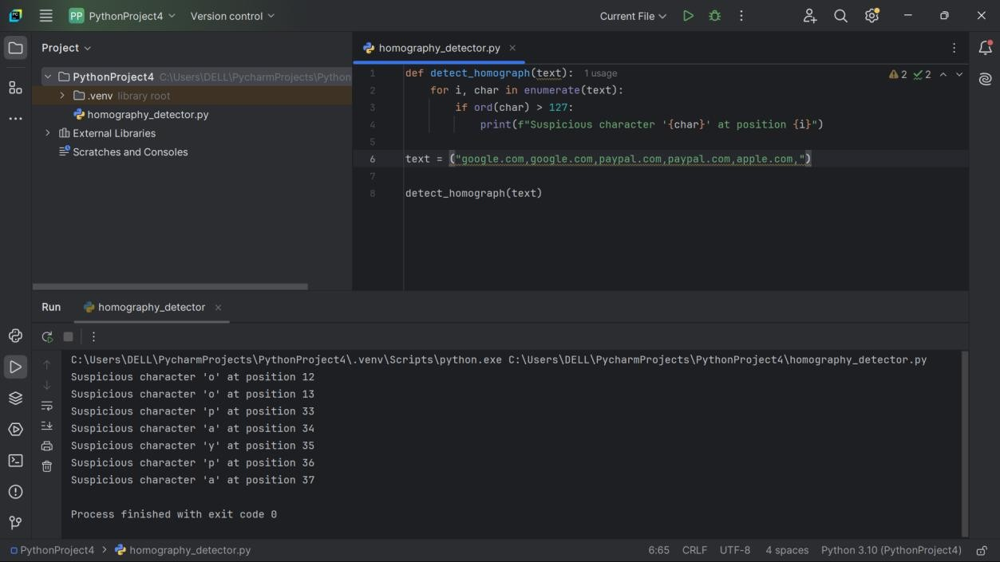 PP PythonProject4 Version control Current File
Project
homography_detector.py
PythonProject4 C:\Users\DELL\PycharmProjects\Python
.venv library root
homography_detector.py
External Libraries
Scratches and Consoles
1 def detect_homograph(text): 1 usage
2 for i, char in enumerate(text):
3 if ord(char) > 127:
4 print(f"Suspicious character '{char}' at position {i}")
5
6 text = ("google.com,gооgle.com,paypal.com,раура​l.com,apple.com,")
7
8 detect_homograph(text)
2 2
Run homography_detector
C:\Users\DELL\PycharmProjects\PythonProject4\.venv\Scripts\python.exe C:\Users\DELL\PycharmProjects\PythonProject4\homography_detector.py
Suspicious character 'о' at position 12
Suspicious character 'о' at position 13
Suspicious character 'р' at position 33
Suspicious character 'а' at position 34
Suspicious character 'у' at position 35
Suspicious character 'р' at position 36
Suspicious character 'а' at position 37
Process finished with exit code 0
PythonProject4 > homography_detector.py 6:65 CRLF UTF-8 4 spaces Python 3.10 (PythonProject4)